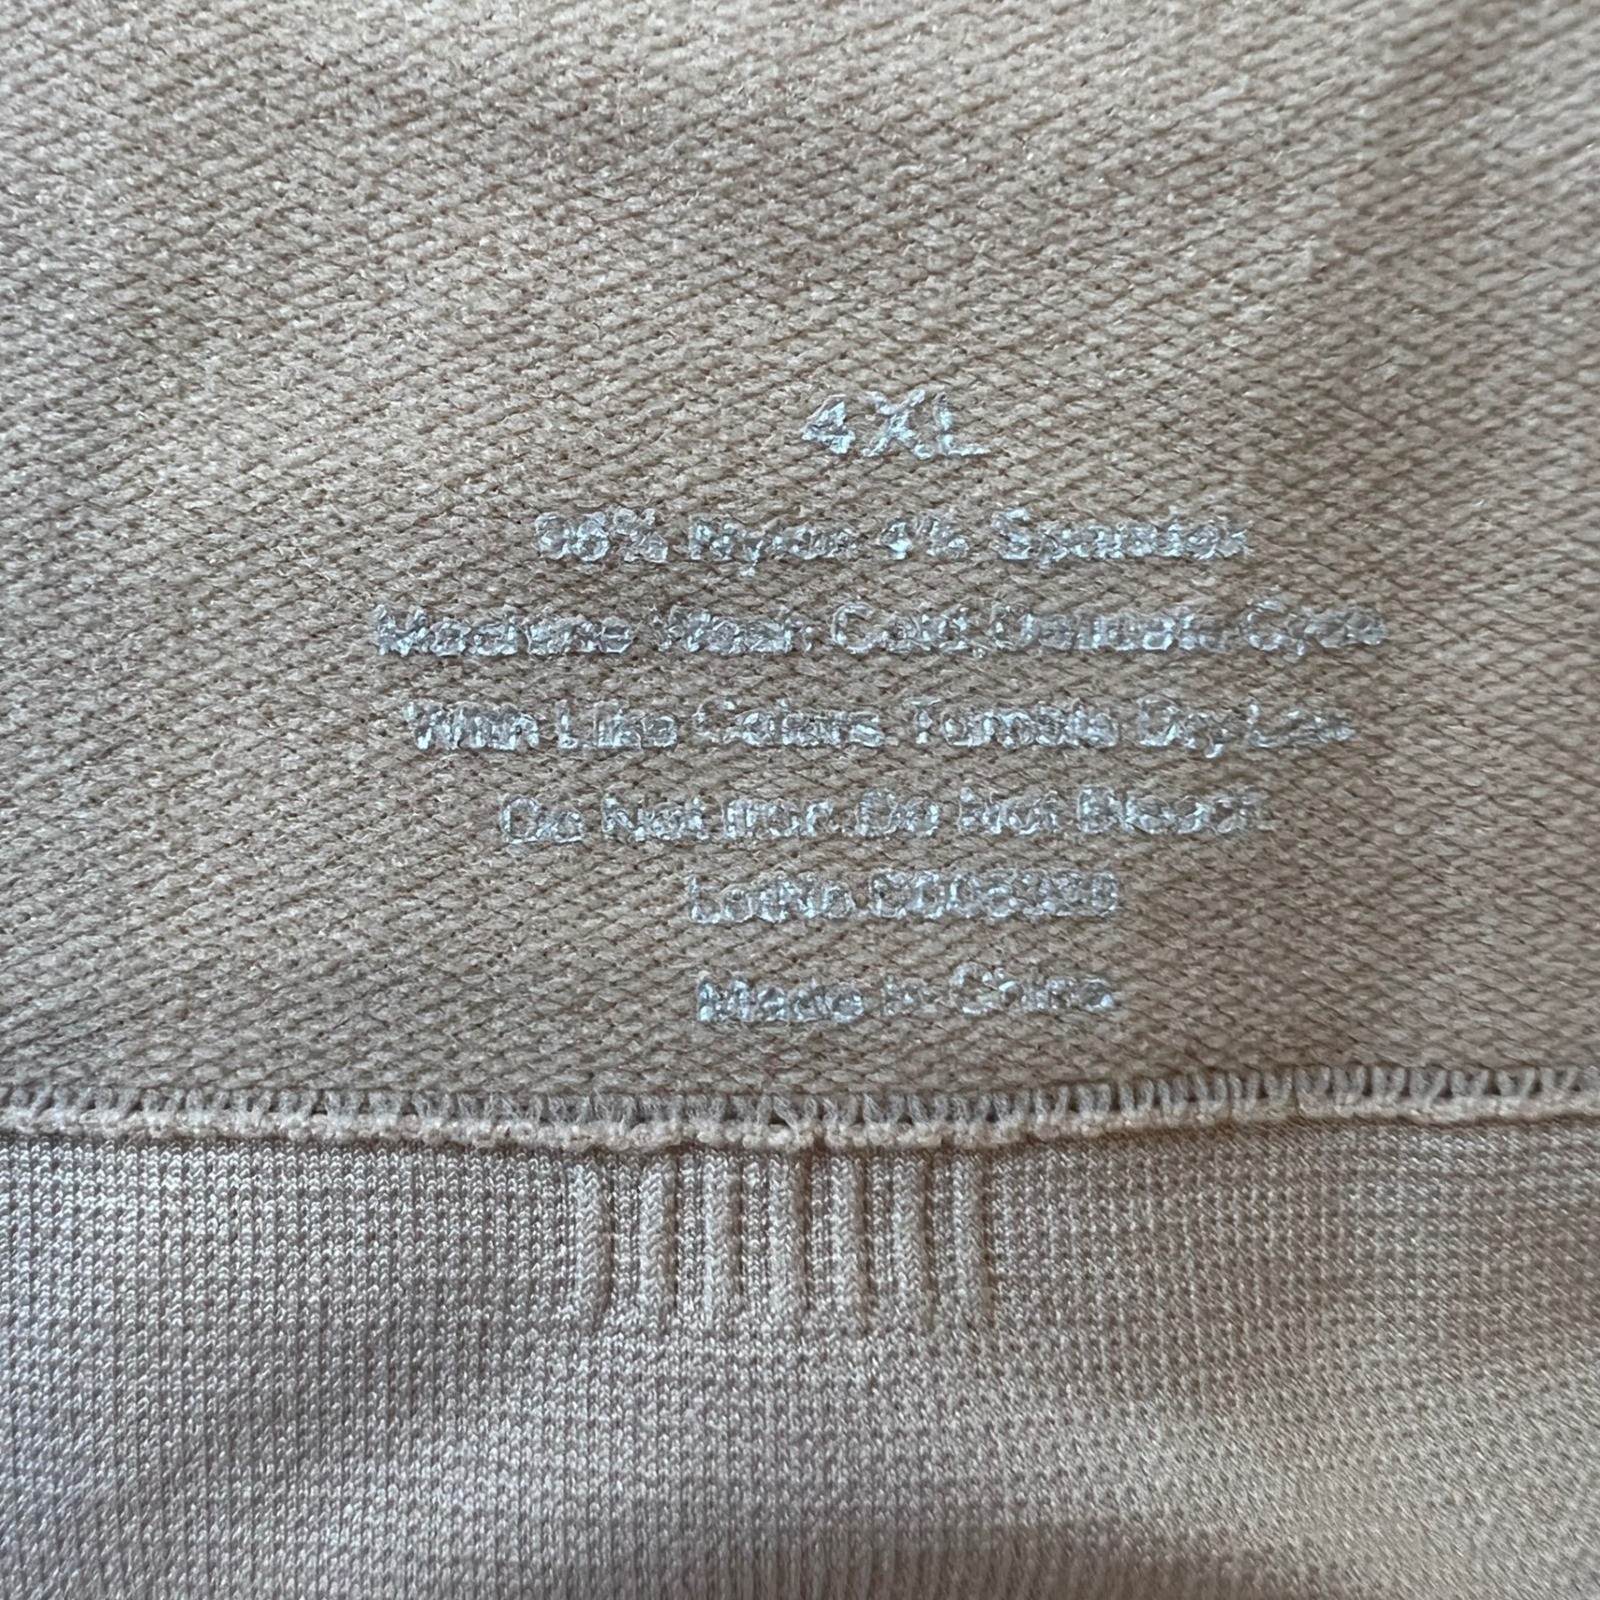 4XL
96% Nylon 4% Spandex
Machine Wash Cold, Delicate Cycle
With Like Colors. Tumble Dry Low
Do Not Iron. Do Not Bleach.
LotNo.
Made In China